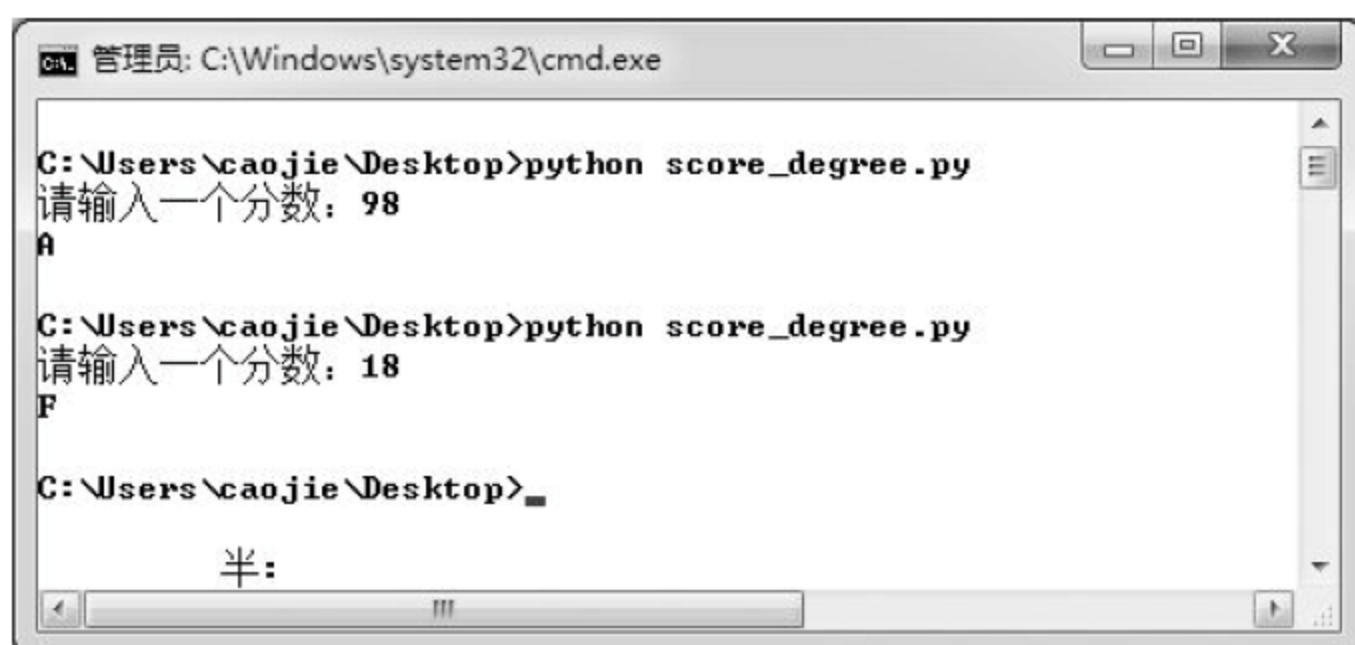 管理员: C:\Windows\system32\cmd.exe
C:\Users\caojie\Desktop>python score_degree.py
请输入一个分数：98
A
C:\Users\caojie\Desktop>python score_degree.py
请输入一个分数：18
F
C:\Users\caojie\Desktop>_
半：